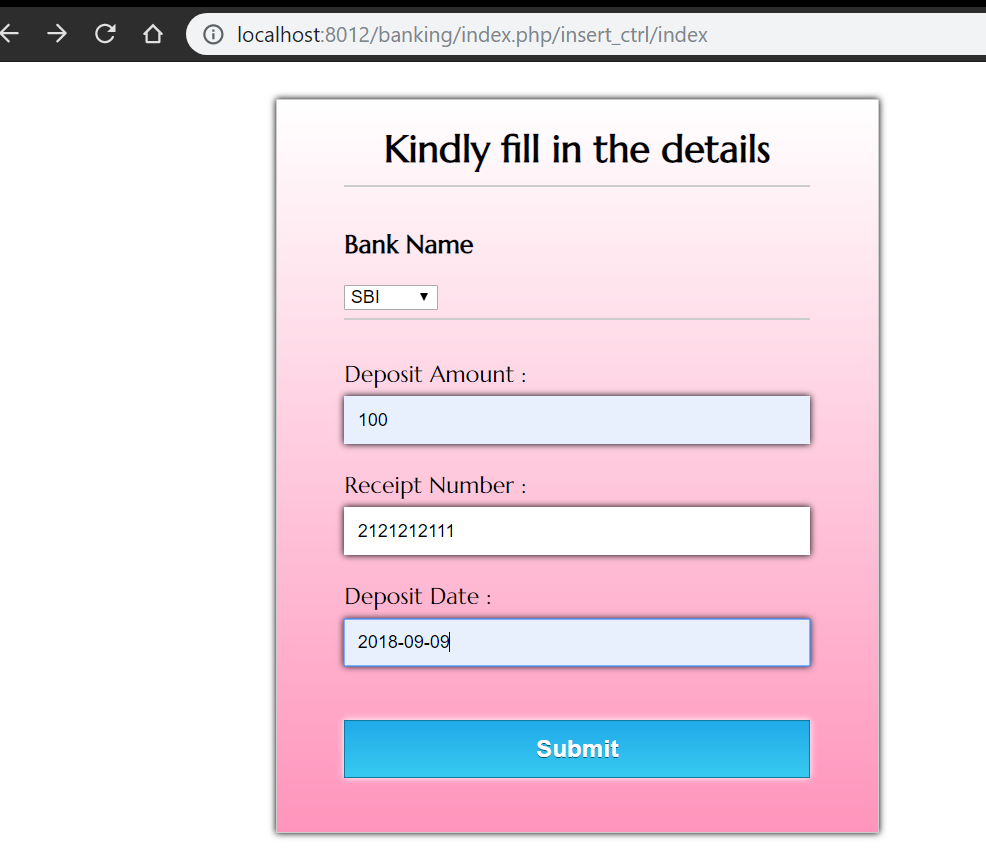 localhost:8012/banking/index.php/insert_ctrl/index
Kindly fill in the details
Bank Name
SBI
Deposit Amount :
100
Receipt Number :
2121212111
Deposit Date :
2018-09-09
Submit